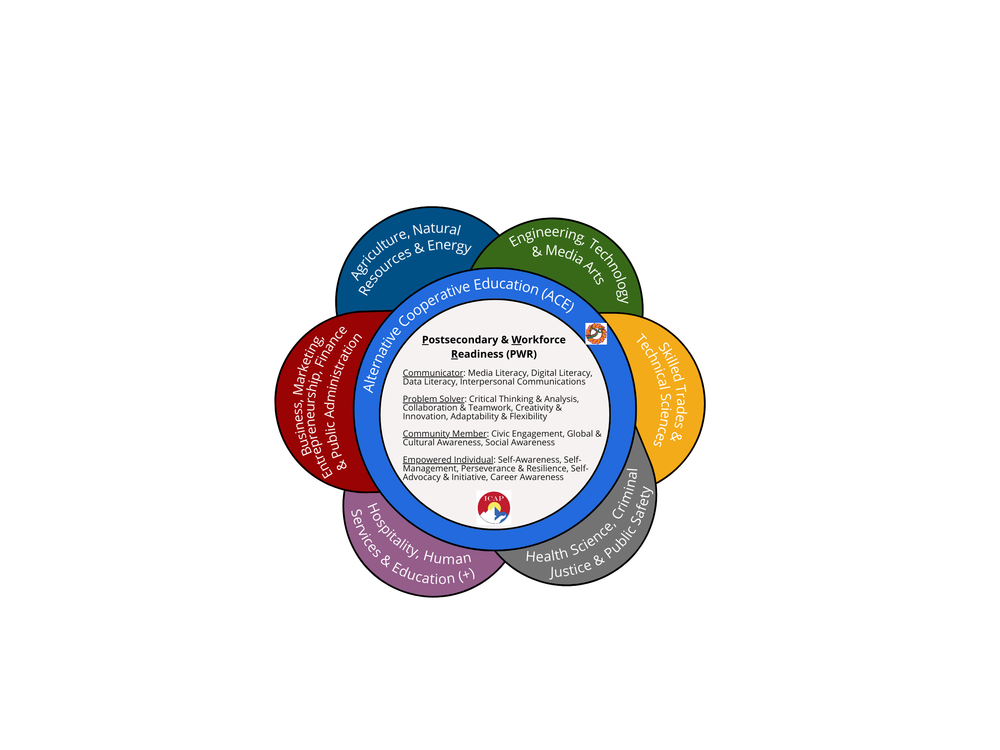 Agriculture, Natural
Resources & Energy
Engineering, Technology
& Media Arts
Skilled Trades &
Technical Sciences
Health Science, Criminal
Justice & Public Safety
Hospitality, Human
Services & Education (+)
Business, Marketing,
Entrepreneurship, Finance
& Public Administration
Alternative Cooperative Education (ACE)
Postsecondary & Workforce
Readiness (PWR)
Communicator: Media Literacy, Digital Literacy,
Data Literacy, Interpersonal Communications
Problem Solver: Critical Thinking & Analysis,
Collaboration & Teamwork, Creativity &
Innovation, Adaptability & Flexibility
Community Member: Civic Engagement, Global &
Cultural Awareness, Social Awareness
Empowered Individual: Self-Awareness, Self-
Management, Perseverance & Resilience, Self-
Advocacy & Initiative, Career Awareness
ICAP